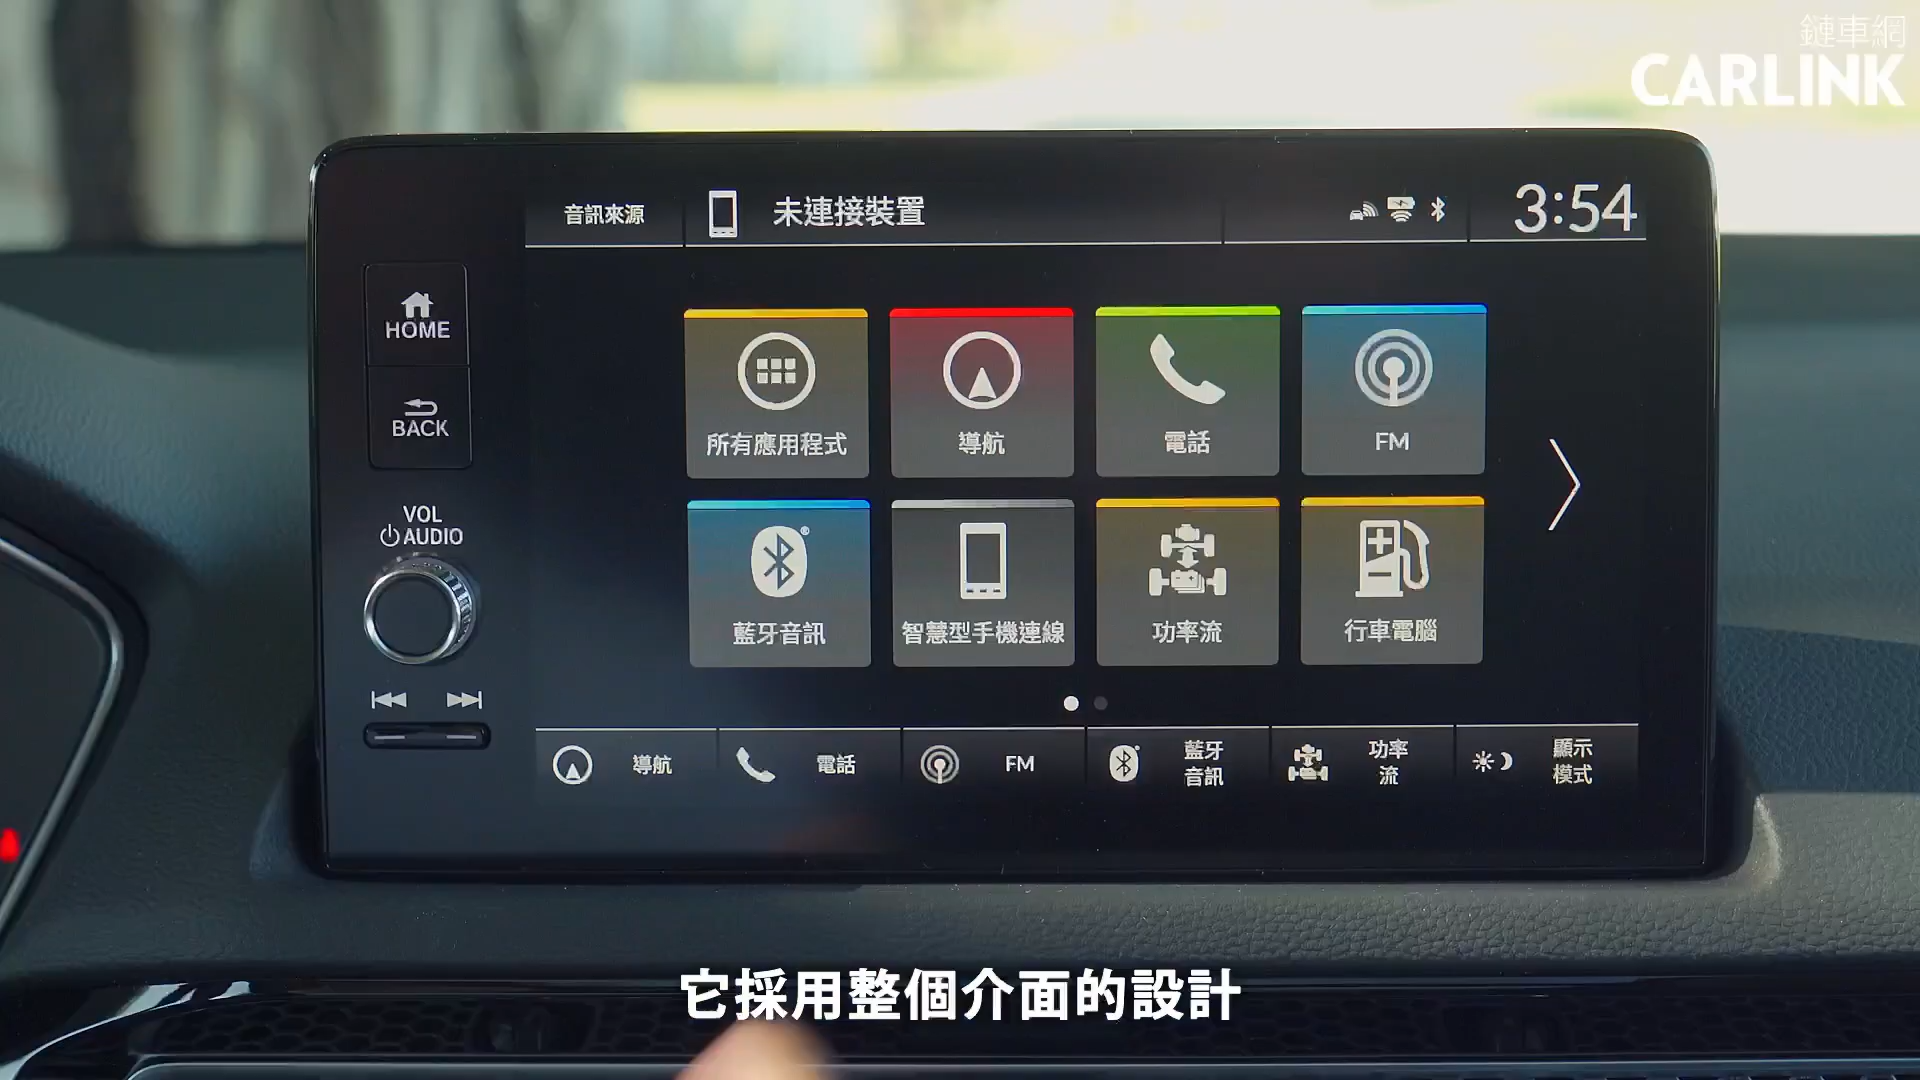 鏈車網
CARLINK
音訊來源
未連接裝置
3:54
HOME
BACK
VOL
AUDIO
所有應用程式
導航
電話
FM
藍牙音訊
智慧型手機連線
功率流
行車電腦
導航
電話
FM
藍牙
音訊
功率
流
顯示
模式
它採用整個介面的設計